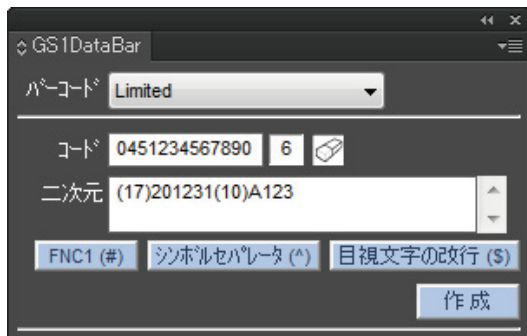 GS1DataBar
ﾊﾞｰｺｰﾄﾞ Limited
ｺｰﾄﾞ 0451234567890 6
二次元 (17)201231(10)A123
FNC1 (#) ｼﾝﾎﾞﾙｾﾊﾟﾚｰﾀ (^) 目視文字の改行 ($)
作成